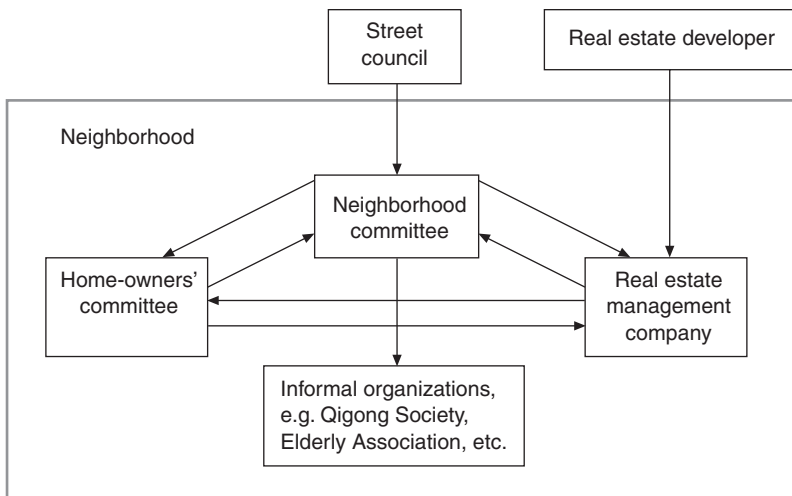 Street
council
Real estate developer
Neighborhood
Neighborhood
committee
Home-owners’
committee
Real estate
management
company
Informal organizations,
e.g. Qigong Society,
Elderly Association, etc.